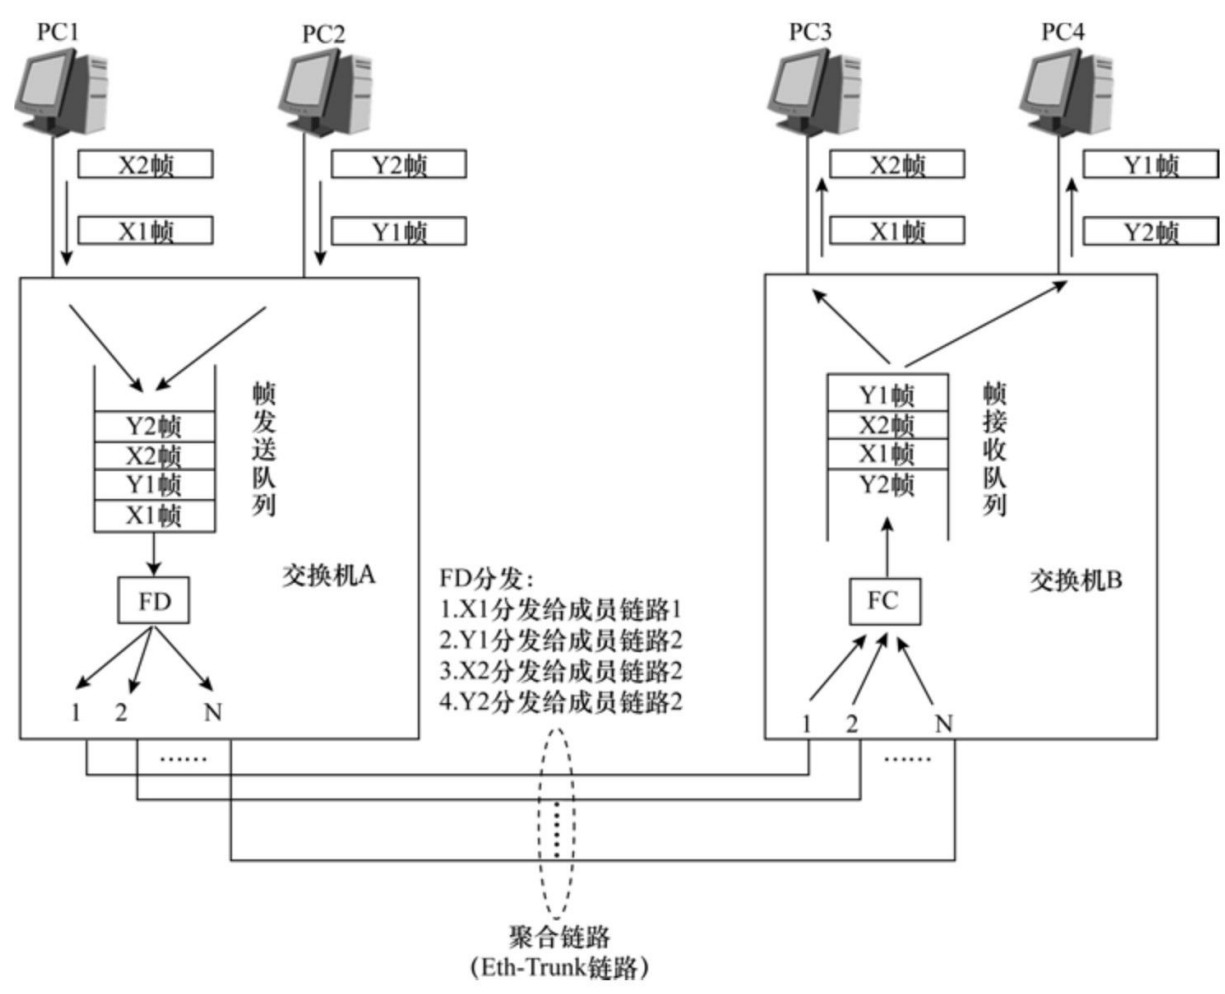 PC1
PC2
PC3
PC4
X2帧
Y2帧
X2帧
Y1帧
X1帧
Y1帧
X1帧
Y2帧
Y2帧
X2帧
Y1帧
X1帧
帧发送队列
FD
交换机A
1
2
N
......
FD分发：
1.X1分发给成员链路1
2.Y1分发给成员链路2
3.X2分发给成员链路2
4.Y2分发给成员链路2
Y1帧
X2帧
X1帧
Y2帧
帧接收队列
FC
交换机B
1
2
N
......
聚合链路
(Eth-Trunk链路)